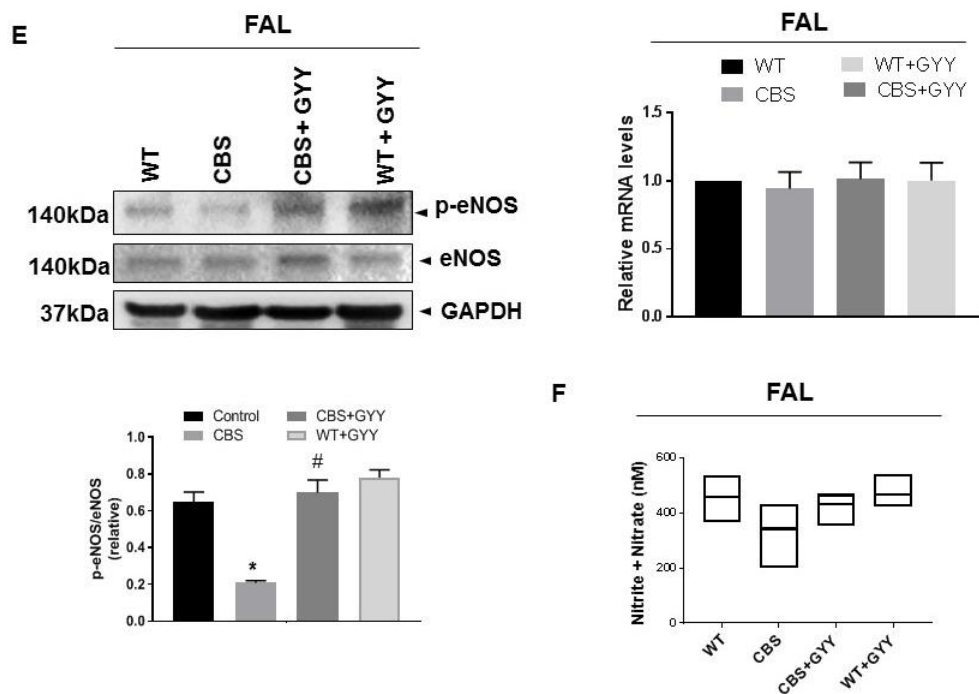 E
FAL
WT
CBS
CBS+ GYY
WT + GYY
140kDa
p-eNOS
140kDa
eNOS
37kDa
GAPDH
FAL
WT
WT+GYY
CBS
CBS+GYY
Relative mRNA levels
1.5
1.0
0.5
0.0
Control
CBS+GYY
CBS
WT+GYY
p-eNOS/eNOS
(relative)
1.0
0.8
0.6
0.4
0.2
0.0
*
#
F
FAL
Nitrite + Nitrate (nM)
600
400
200
0
WT
CBS
CBS+GYY
WT+GYY